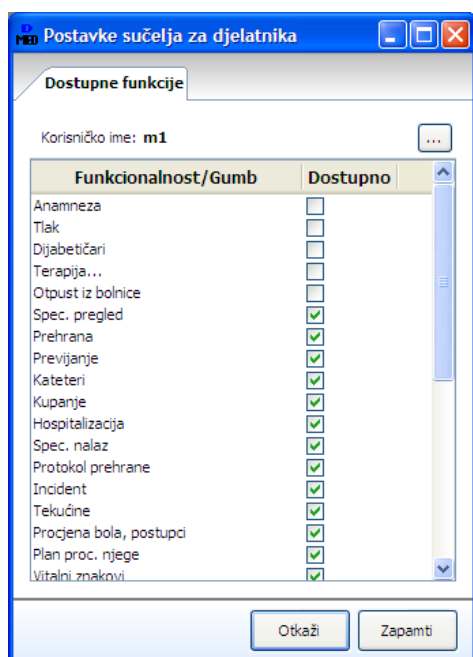 D
MED Postavke sučelja za djelatnika
Dostupne funkcije
Korisničko ime: m1
...
Funkcionalnost/Gumb Dostupno
Anamneza
Tlak
Dijabetičari
Terapija...
Otpust iz bolnice
Spec. pregled
Prehrana
Previjanje
Kateteri
Kupanje
Hospitalizacija
Spec. nalaz
Protokol prehrane
Incident
Tekućine
Procjena bola, postupci
Plan proc. njege
Vitalni znakovi
Otkaži Zapamti